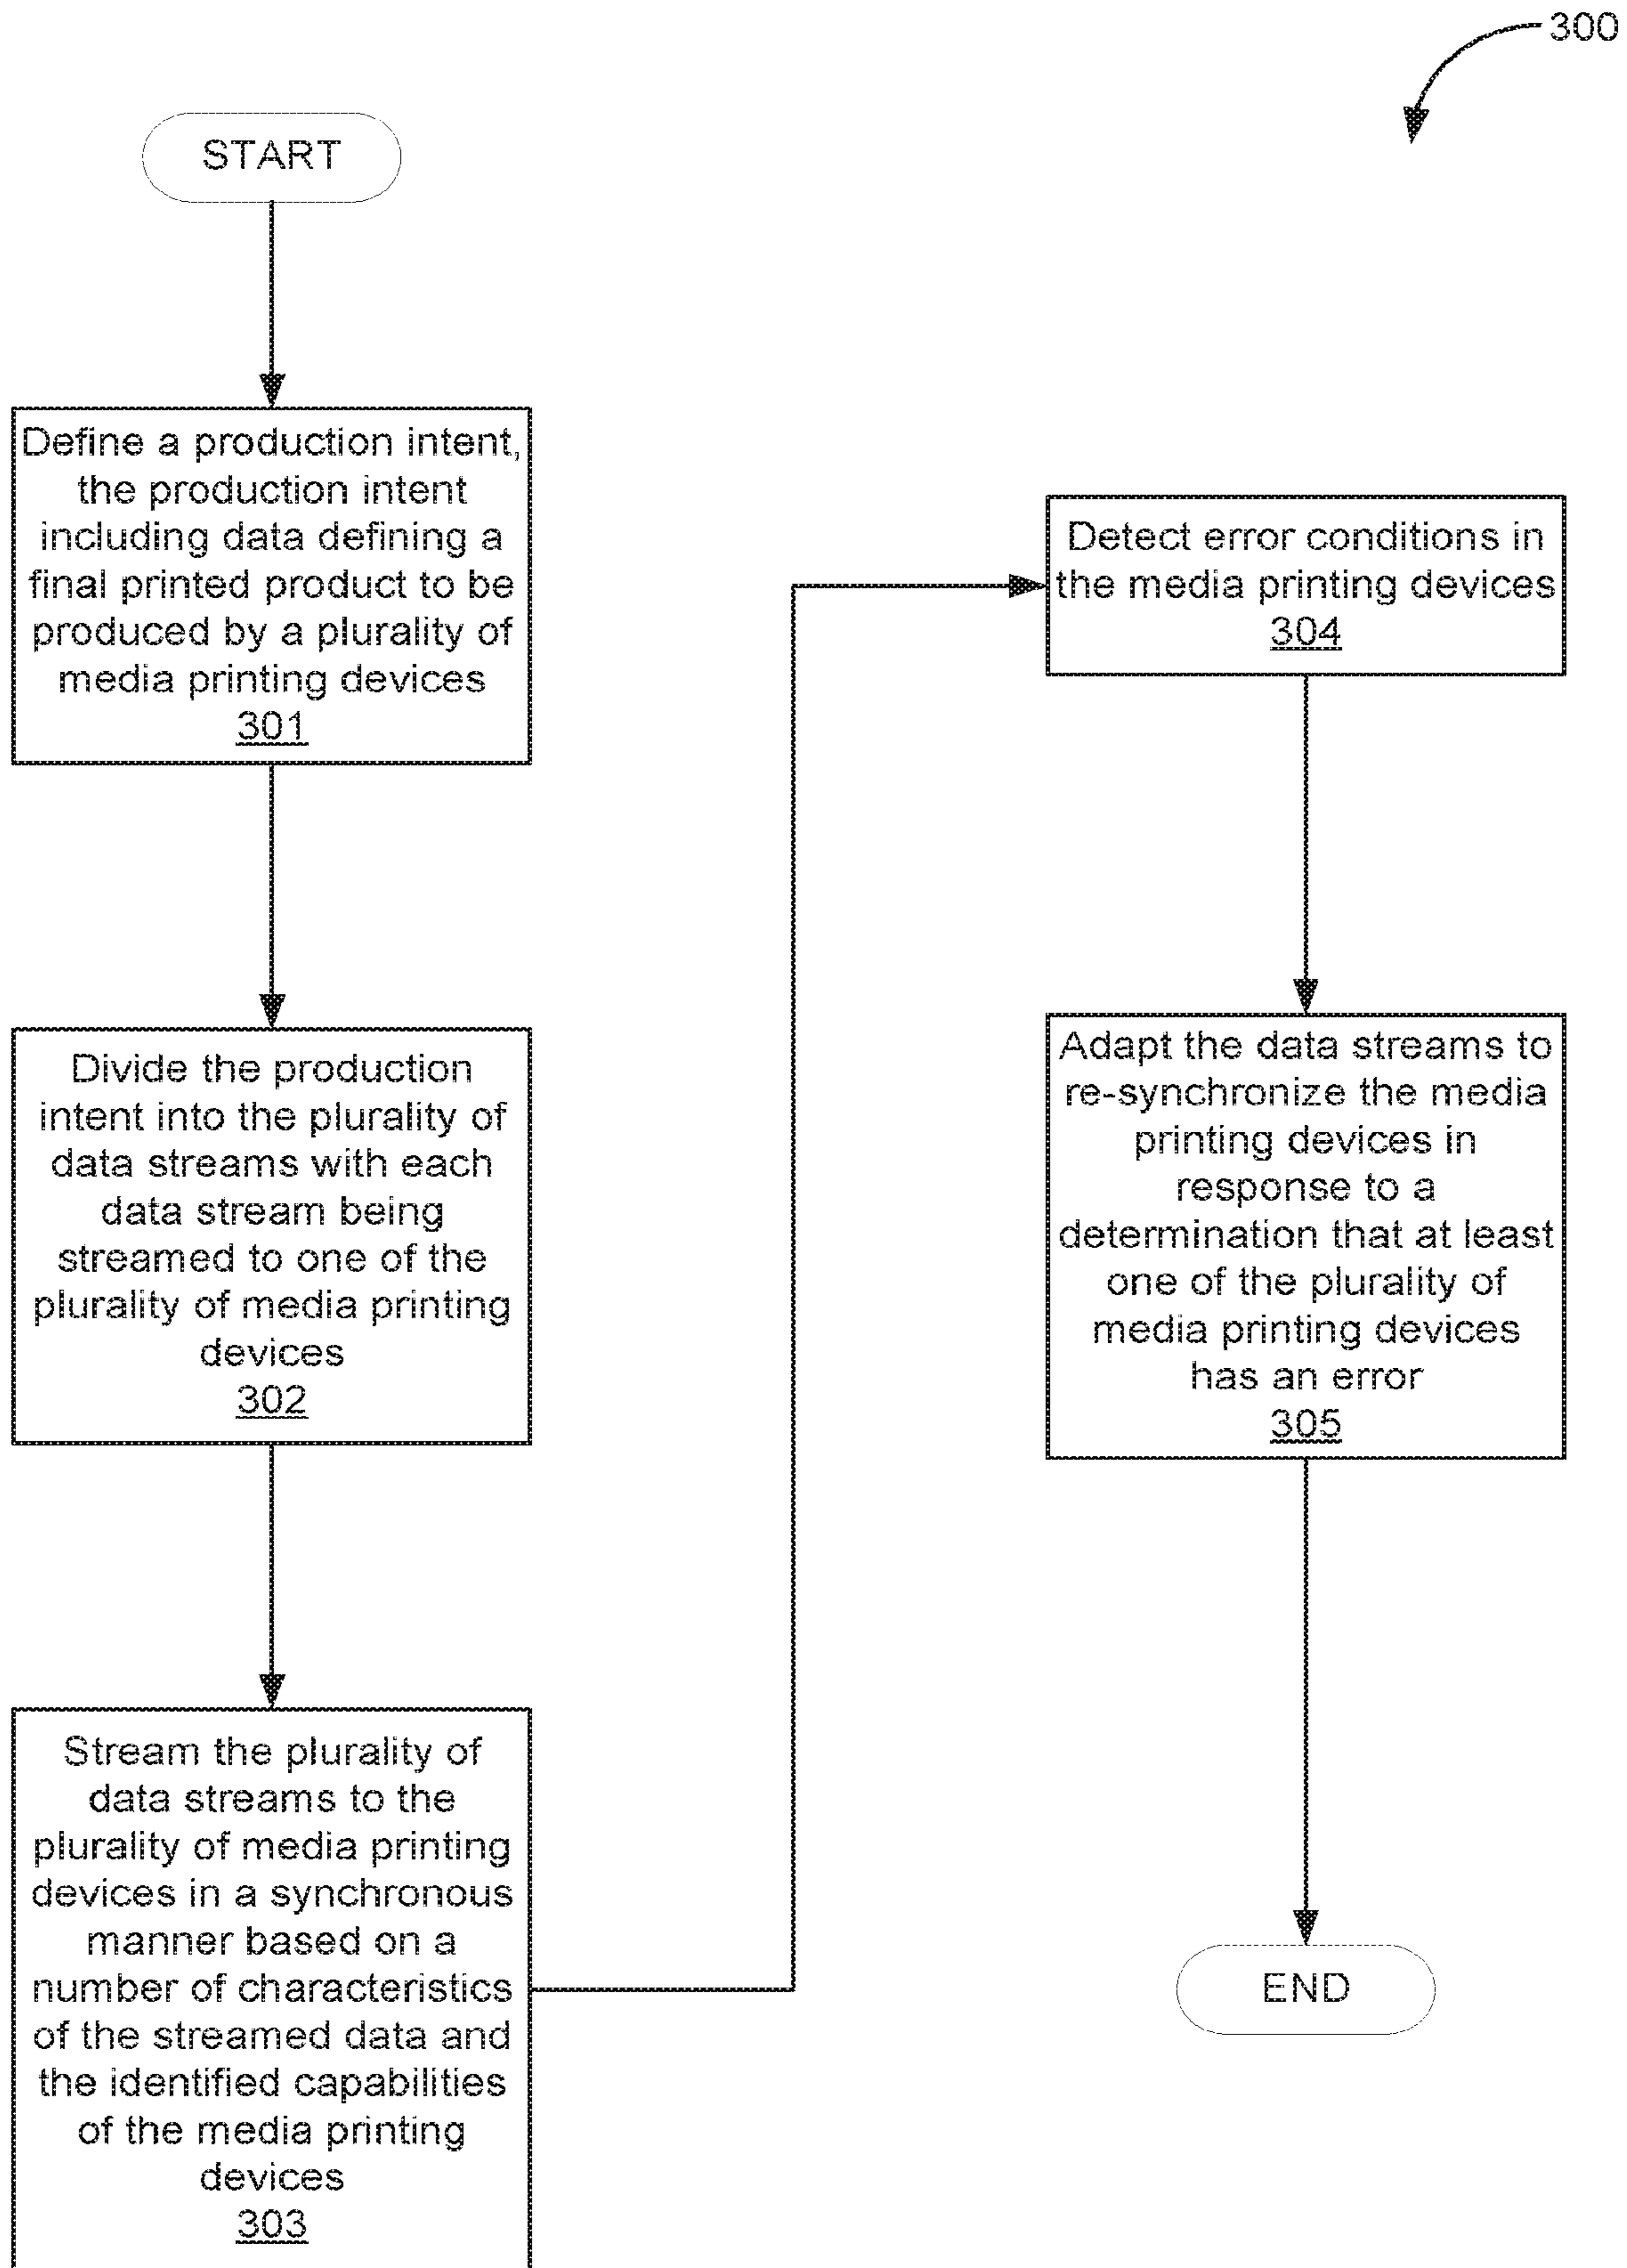 300
START
Define a production intent,
the production intent
including data defining a
final printed product to be
produced by a plurality of
media printing devices
301
Divide the production
intent into the plurality of
data streams with each
data stream being
streamed to one of the
plurality of media printing
devices
302
Stream the plurality of
data streams to the
plurality of media printing
devices in a synchronous
manner based on a
number of characteristics
of the streamed data and
the identified capabilities
of the media printing
devices
303
Detect error conditions in
the media printing devices
304
Adapt the data streams to
re-synchronize the media
printing devices in
response to a
determination that at least
one of the plurality of
media printing devices
has an error
305
END